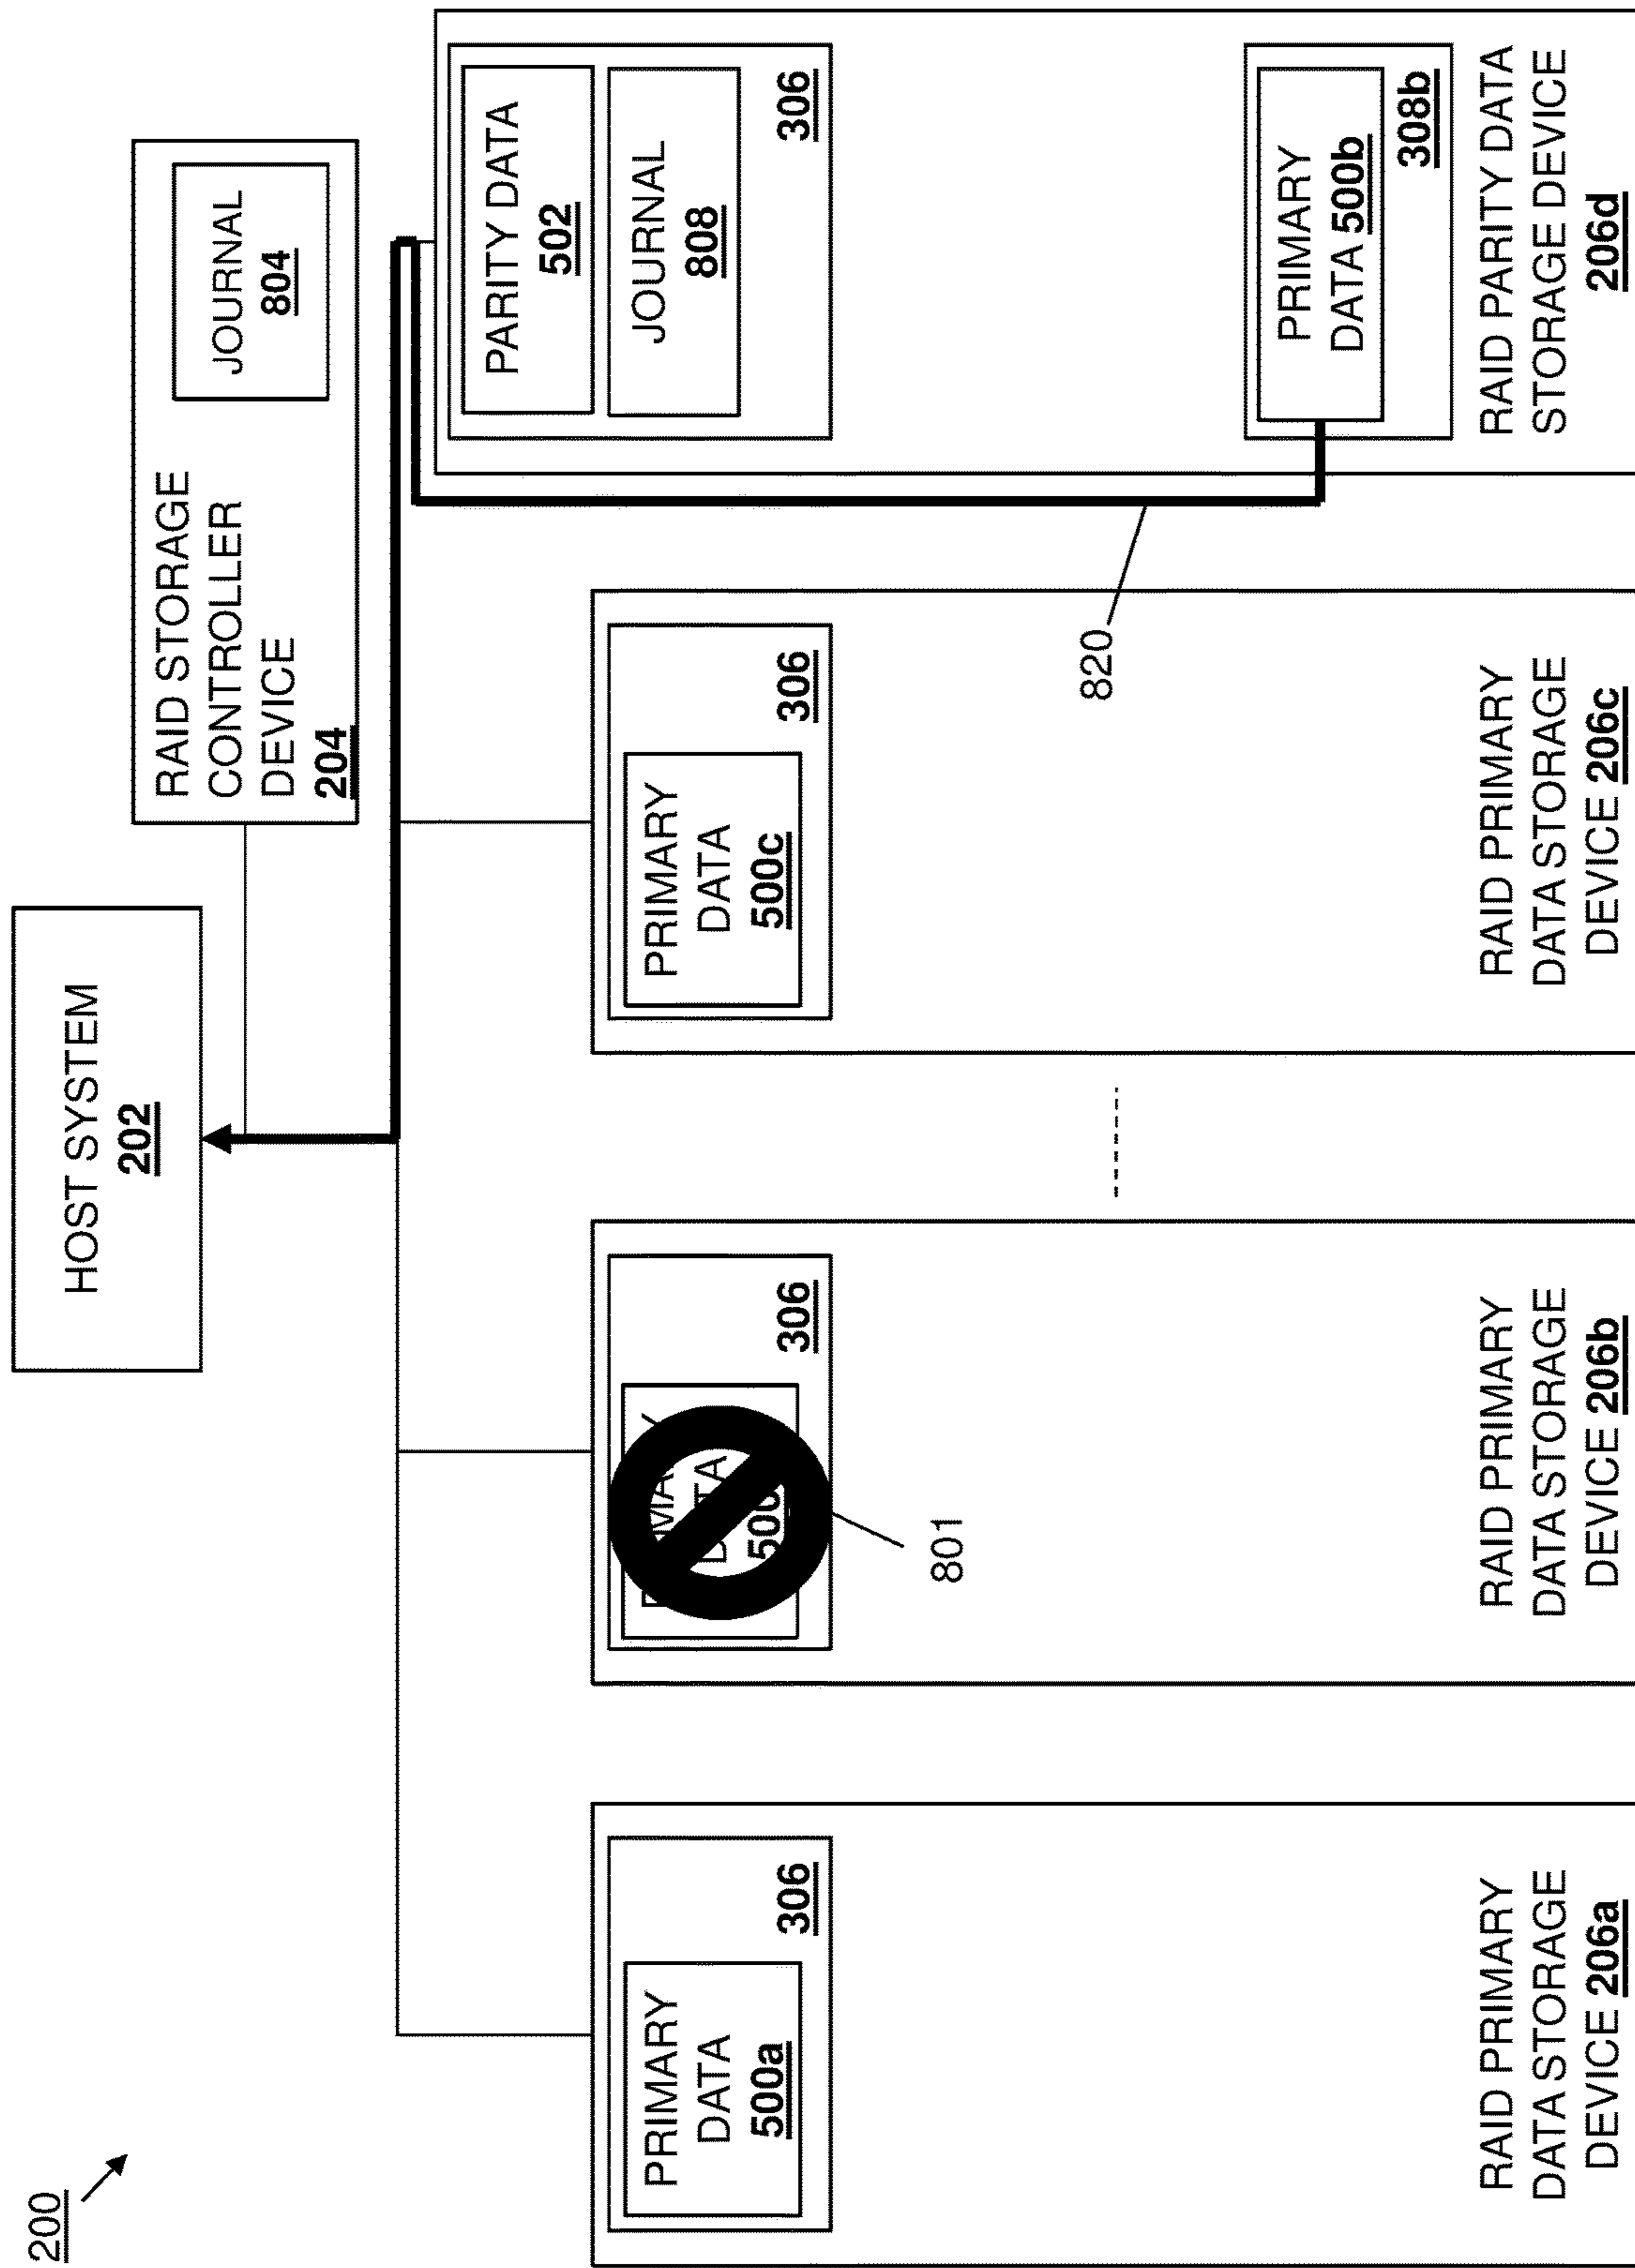 200
HOST SYSTEM
202
RAID STORAGE
CONTROLLER
DEVICE
204
JOURNAL
804
PRIMARY
DATA
500a
306
RAID PRIMARY
DATA STORAGE
DEVICE 206a
306
801
RAID PRIMARY
DATA STORAGE
DEVICE 206b
PRIMARY
DATA
500c
306
RAID PRIMARY
DATA STORAGE
DEVICE 206c
820
PARITY DATA
502
JOURNAL
808
306
PRIMARY
DATA 500b
308b
RAID PARITY DATA
STORAGE DEVICE
206d